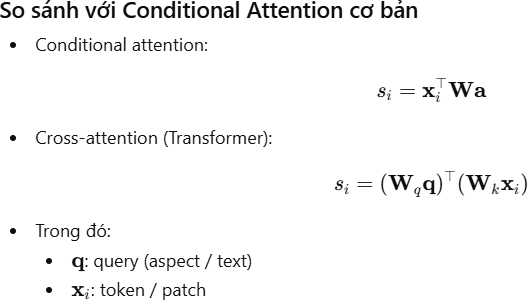 So sánh với Conditional Attention cơ bản
• Conditional attention:
sᵢ = xᵢ⊤Wa
• Cross-attention (Transformer):
sᵢ = (W_q q)⊤(W_k xᵢ)
• Trong đó:
• q: query (aspect / text)
• xᵢ: token / patch